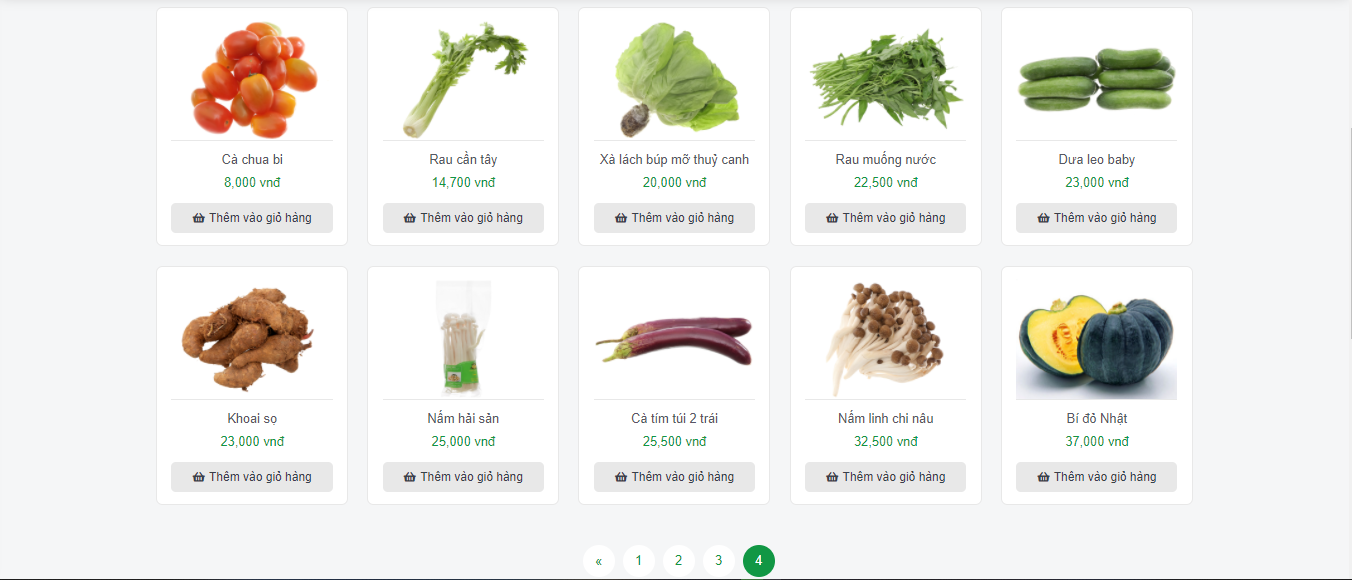 Cà chua bi
8,000 vnđ
Thêm vào giỏ hàng
Rau cần tây
14,700 vnđ
Thêm vào giỏ hàng
Xà lách búp mỡ thuỷ canh
20,000 vnđ
Thêm vào giỏ hàng
Rau muống nước
22,500 vnđ
Thêm vào giỏ hàng
Dưa leo baby
23,000 vnđ
Thêm vào giỏ hàng
Khoai sọ
23,000 vnđ
Thêm vào giỏ hàng
Nấm hải sản
25,000 vnđ
Thêm vào giỏ hàng
Cà tím túi 2 trái
25,500 vnđ
Thêm vào giỏ hàng
Nấm linh chi nâu
32,500 vnđ
Thêm vào giỏ hàng
Bí đỏ Nhật
37,000 vnđ
Thêm vào giỏ hàng
« 1 2 3 4